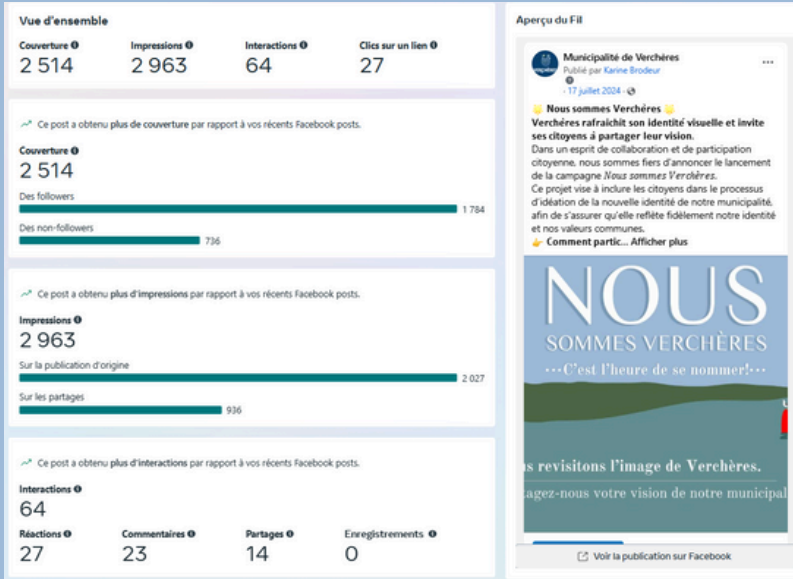 Vue d'ensemble
Couverture
Impressions
Interactions
Clics sur un lien
2 514
2 963
64
27
Ce post a obtenu plus de couverture par rapport à vos récents Facebook posts.
Couverture
2 514
Des followers
1 784
Des non-followers
736
Ce post a obtenu plus d'impressions par rapport à vos récents Facebook posts.
Impressions
2 963
Sur la publication d'origine
2 027
Sur les partages
936
Ce post a obtenu plus d'interactions par rapport à vos récents Facebook posts.
Interactions
64
Réactions
Commentaires
Partages
Enregistrements
27
23
14
0
Aperçu du Fil
Municipalité de Verchères
Publié par Karine Brodeur
· 17 juillet 2024 ·
Nous sommes Verchères
Verchéres rafraichit son identité visuelle et invite
ses citoyens á partager leur vision.
Dans un esprit de collaboration et de participation
citoyenne, nous sommes fiers d'annoncer le lancement
de la campagne Nous sommes Verchères.
Ce projet vise à inclure les citoyens dans le processus
d'idéation de la nouvelle identité de notre municipalité,
afin de s'assurer qu'elle reflète fidèlement notre identité
et nos valeurs communes.
👉 Comment partic... Afficher plus
NOUS
SOMMES VERCHÈRES
···C'est l'heure de se nommer!···
s revisitons l'image de Verchères.
tagez-nous votre vision de notre municipal
Voir la publication sur Facebook